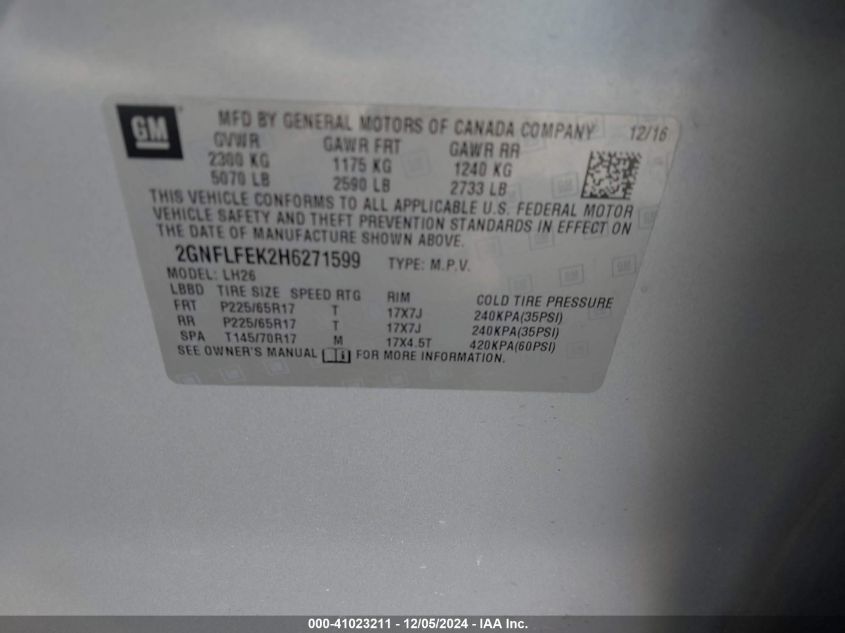 GM
MFD BY GENERAL MOTORS OF CANADA COMPANY 12/16
GVWR GAWR FRT GAWR RR
2300 KG 1175 KG 1240 KG
5070 LB 2590 LB 2733 LB
THIS VEHICLE CONFORMS TO ALL APPLICABLE U.S. FEDERAL MOTOR
VEHICLE SAFETY AND THEFT PREVENTION STANDARDS IN EFFECT ON
THE DATE OF MANUFACTURE SHOWN ABOVE.
2GNFLFEK2H6271599 TYPE: M.P.V.
MODEL: LH26
LBBD TIRE SIZE SPEED RTG RIM COLD TIRE PRESSURE
FRT P225/65R17 T 17X7J 240KPA(35PSI)
RR P225/65R17 T 17X7J 240KPA(35PSI)
SPA T145/70R17 M 17X4.5T 420KPA(60PSI)
SEE OWNER'S MANUAL FOR MORE INFORMATION.
000-41023211 - 12/05/2024 - IAA Inc.